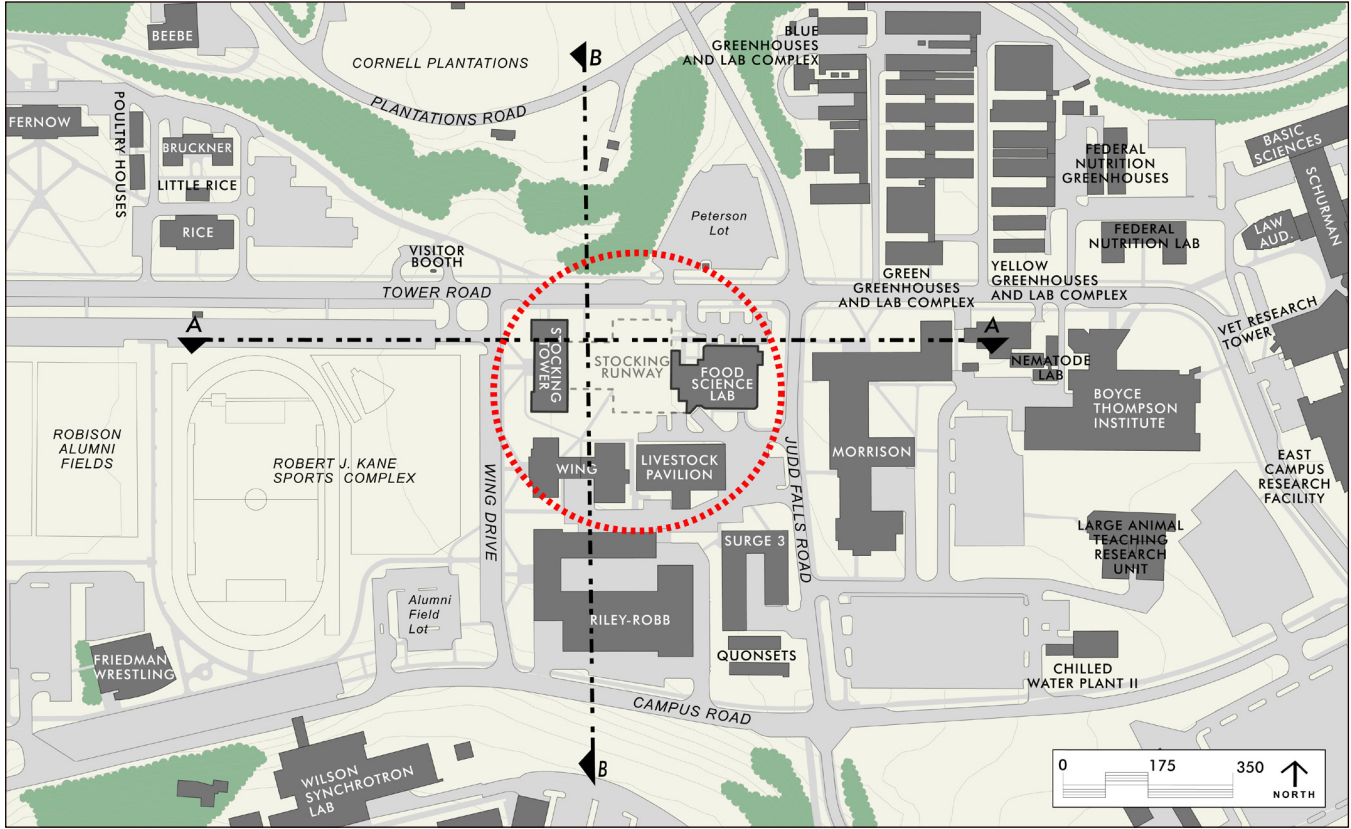 BEEBE
CORNELL PLANTATIONS
B
BLUE
GREENHOUSES
AND LAB COMPLEX
PLANTATIONS ROAD
FERNOW
POULTRY HOUSES
BRUCKNER
LITTLE RICE
RICE
FEDERAL
NUTRITION
GREENHOUSES
BASIC
SCIENCES
SCHURMAN
LAW
AUD.
FEDERAL
NUTRITION LAB
Peterson
Lot
VISITOR
BOOTH
TOWER ROAD
GREEN
GREENHOUSES
AND LAB COMPLEX
YELLOW
GREENHOUSES
AND LAB COMPLEX
VET RESEARCH
TOWER
A
A
STOCKING
TOWER
STOCKING
RUNWAY
FOOD
SCIENCE
LAB
NEMATODE
LAB
BOYCE
THOMPSON
INSTITUTE
ROBISON
ALUMNI
FIELDS
ROBERT J. KANE
SPORTS COMPLEX
WING DRIVE
WING
LIVESTOCK
PAVILION
JUDD FALLS ROAD
MORRISON
EAST
CAMPUS
RESEARCH
FACILITY
SURGE 3
LARGE ANIMAL
TEACHING
RESEARCH
UNIT
Alumni
Field
Lot
RILEY-ROBB
QUONSETS
FRIEDMAN
WRESTLING
CHILLED
WATER PLANT II
CAMPUS ROAD
B
WILSON
SYNCHROTRON
LAB
0 175 350
NORTH